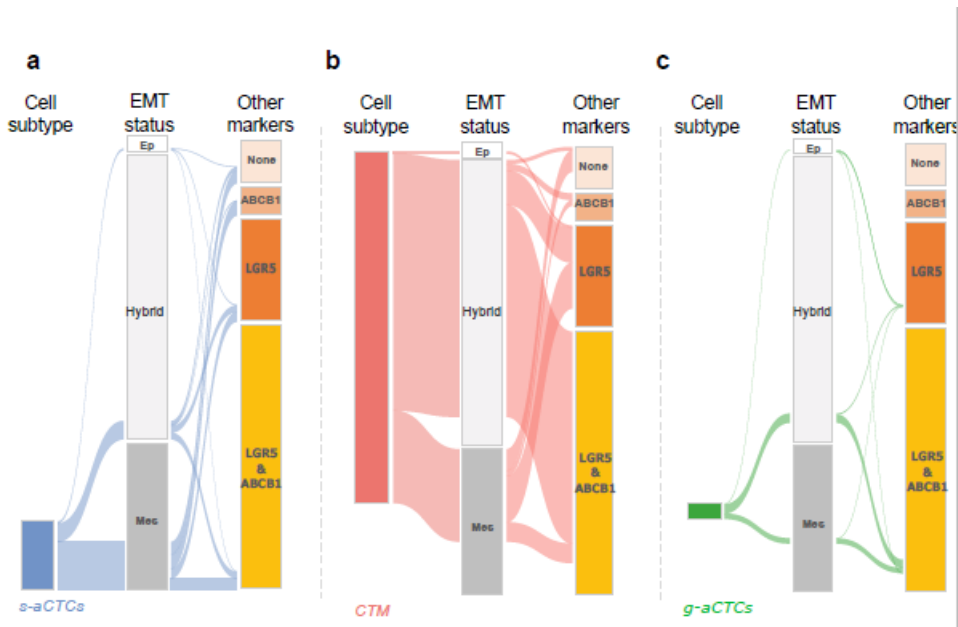 a
Cell
subtype
EMT
status
Other
markers
Ep
Hybrid
Mes
None
ABCB1
LGR5
LGR5
&
ABCB1
s-aCTCs
b
Cell
subtype
EMT
status
Other
markers
Ep
Hybrid
Mes
None
ABCB1
LGR5
LGR5
&
ABCB1
CTM
c
Cell
subtype
EMT
status
Other
markers
Ep
Hybrid
Mes
None
ABCB1
LGR5
LGR5
&
ABCB1
g-aCTCs